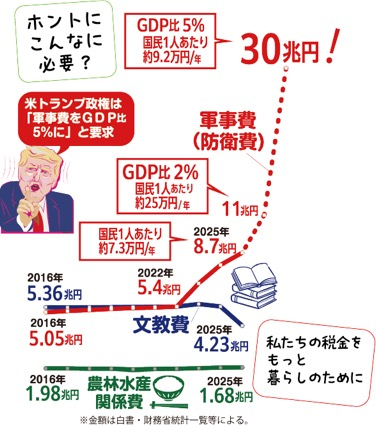 ホントに
こんなに
必要？
GDP比 5%
国民1人あたり
約9.2万円/年
30兆円！
米トランプ政権は
「軍事費をGDP比
5%に」と要求
軍事費
（防衛費）
GDP比 2%
国民1人あたり
約25万円/年
11兆円
国民1人あたり
約7.3万円/年
2025年
8.7兆円
2022年
5.4兆円
2016年
5.36兆円
2016年
5.05兆円
文教費
2025年
4.23兆円
私たちの税金を
もっと
暮らしのために
2016年
1.98兆円
農林水産
関係費
2025年
1.68兆円
※金額は白書・財務省統計一覧等による。